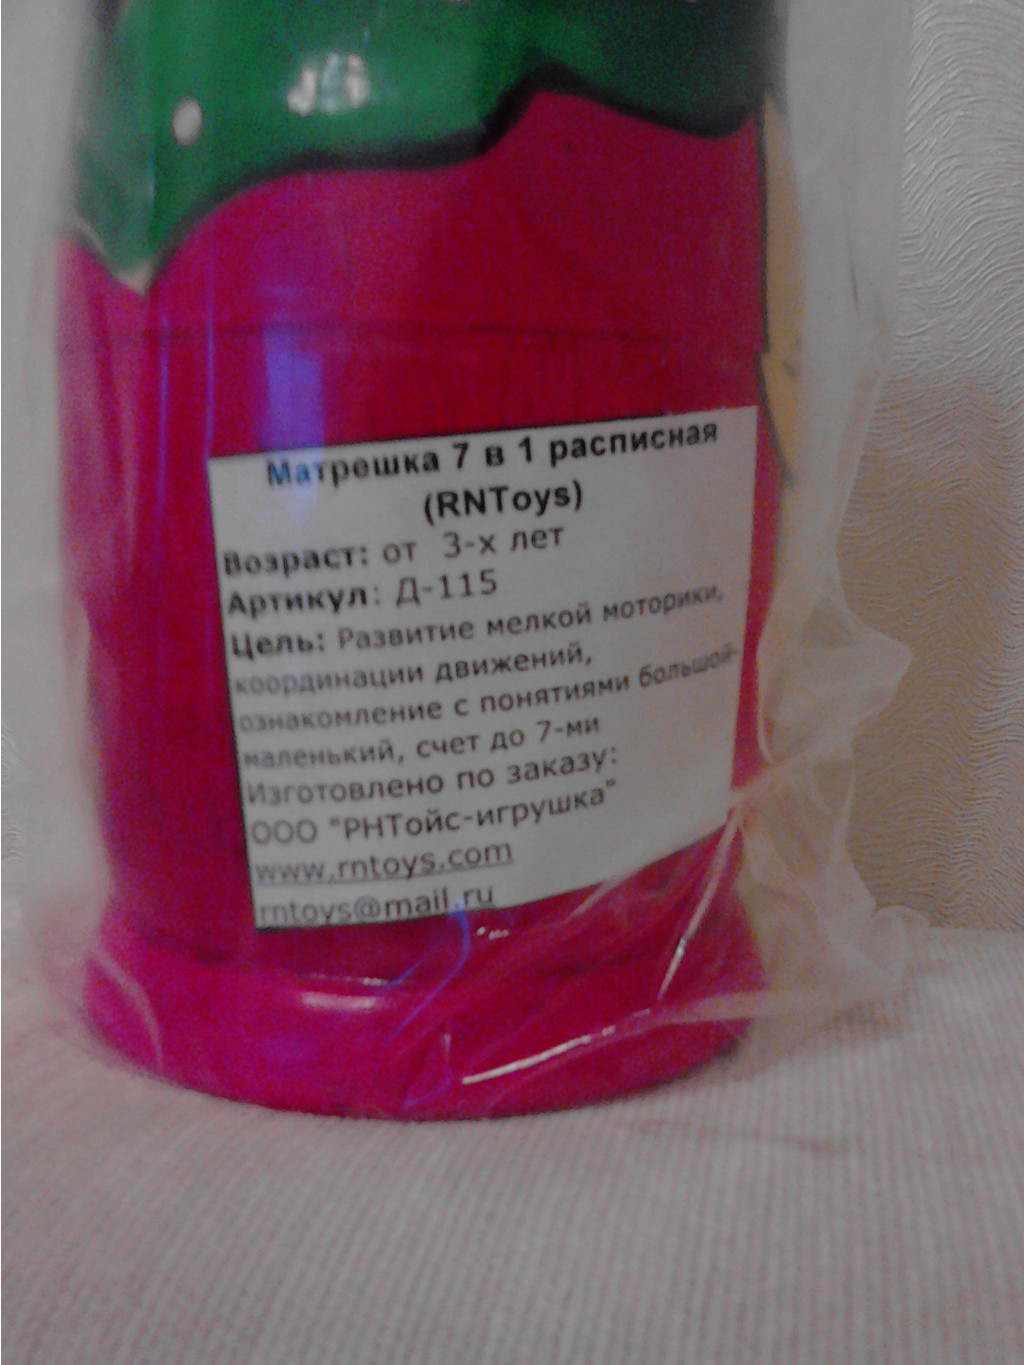 Матрешка 7 в 1 расписная
(RNToys)
Возраст: от 3-х лет
Артикул: Д-115
Цель: Развитие мелкой моторики,
координации движений,
ознакомление с понятиями большой-
маленький, счет до 7-ми
Изготовлено по заказу:
ООО "РНТойс-игрушка"
www.rntoys.com
rntoys@mail.ru